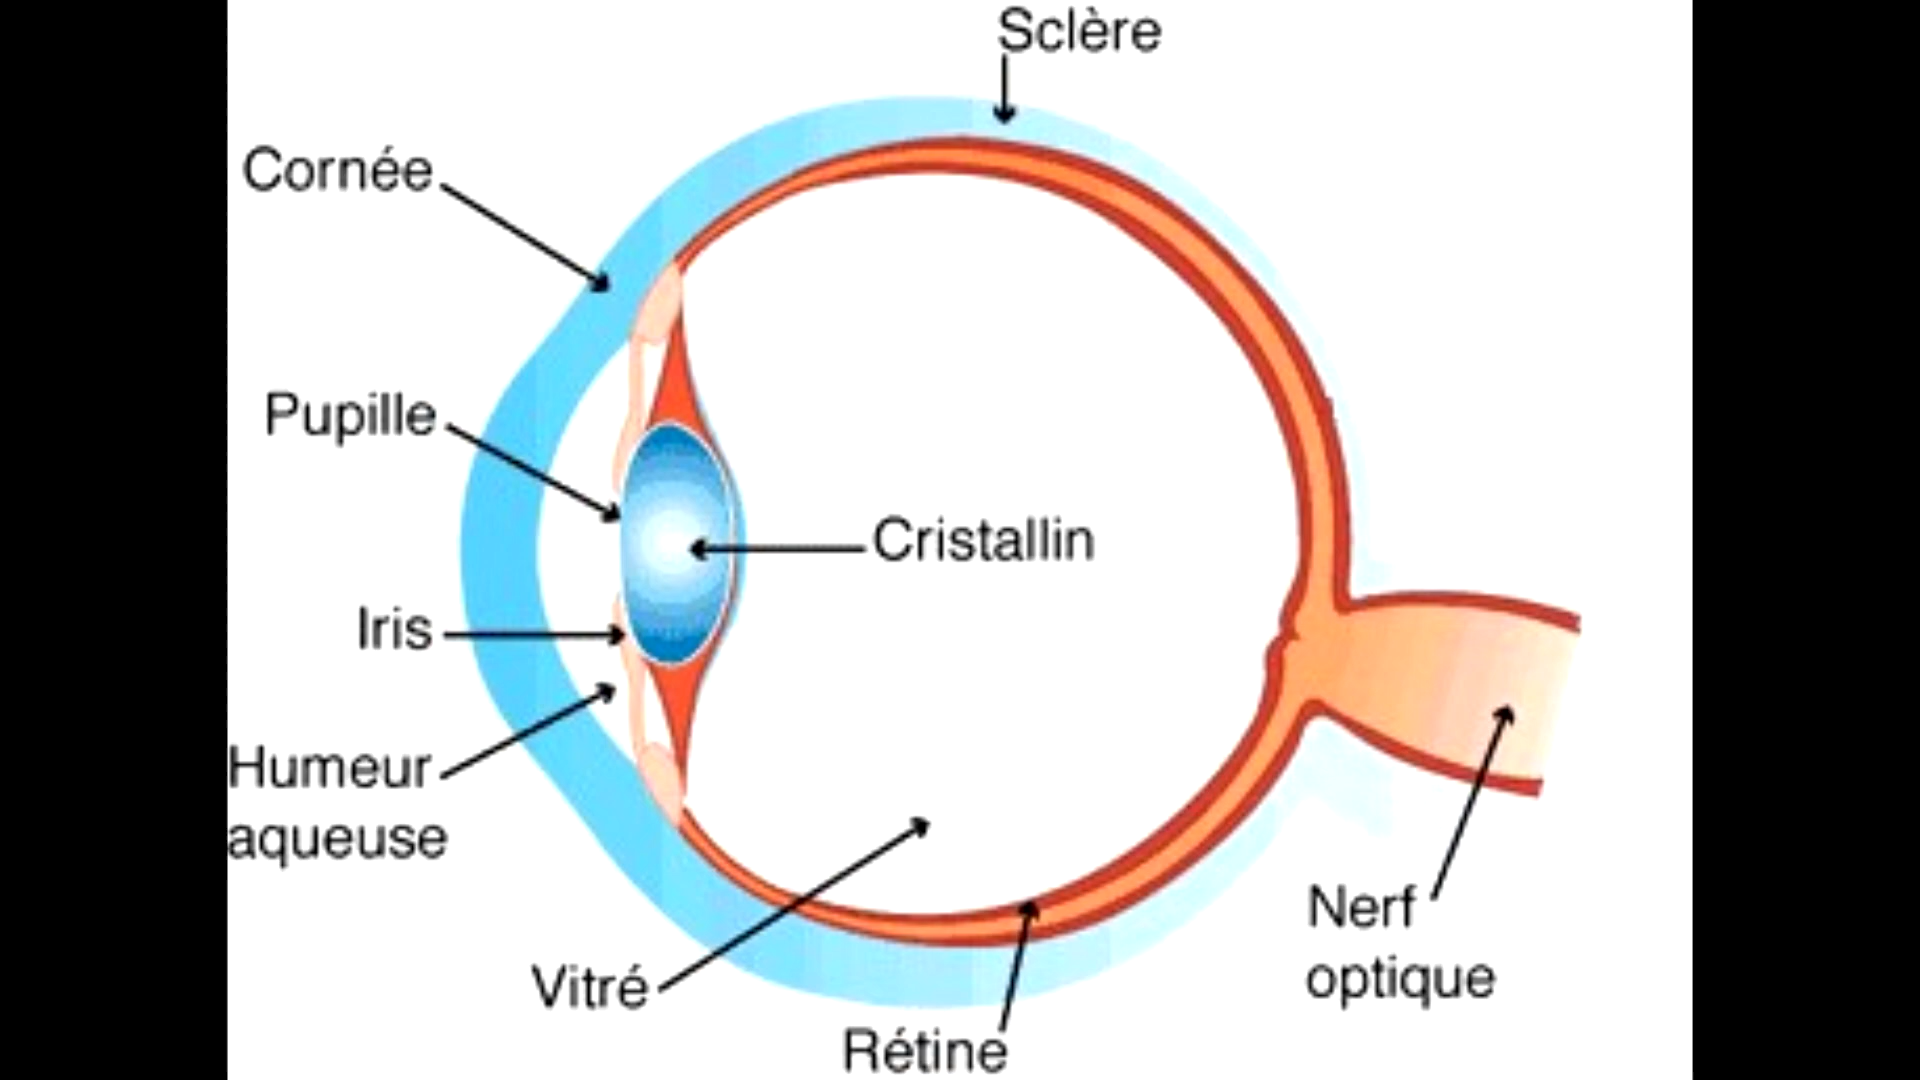 Sclère
Cornée
Pupille
Cristallin
Iris
Humeur
aqueuse
Nerf
optique
Vitré
Rétine